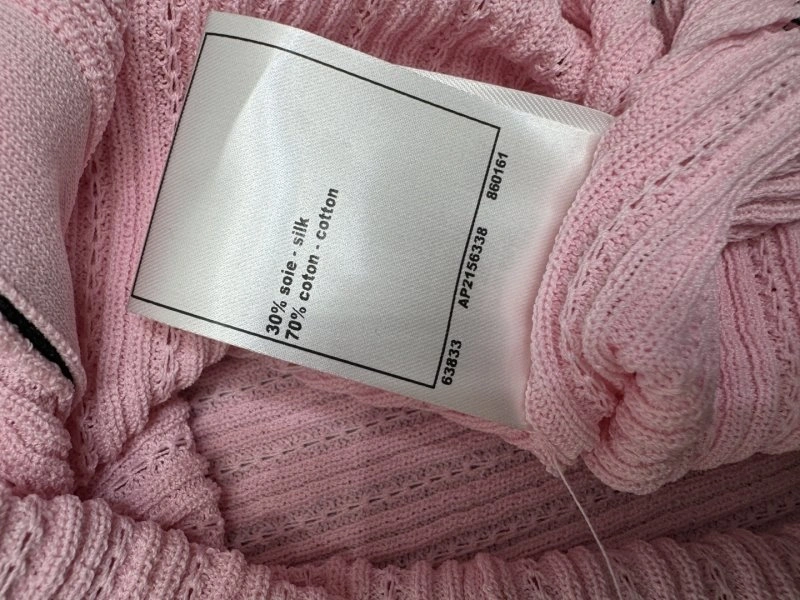 30% soie - silk
70% coton - cotton
63833 AP2156338 860161